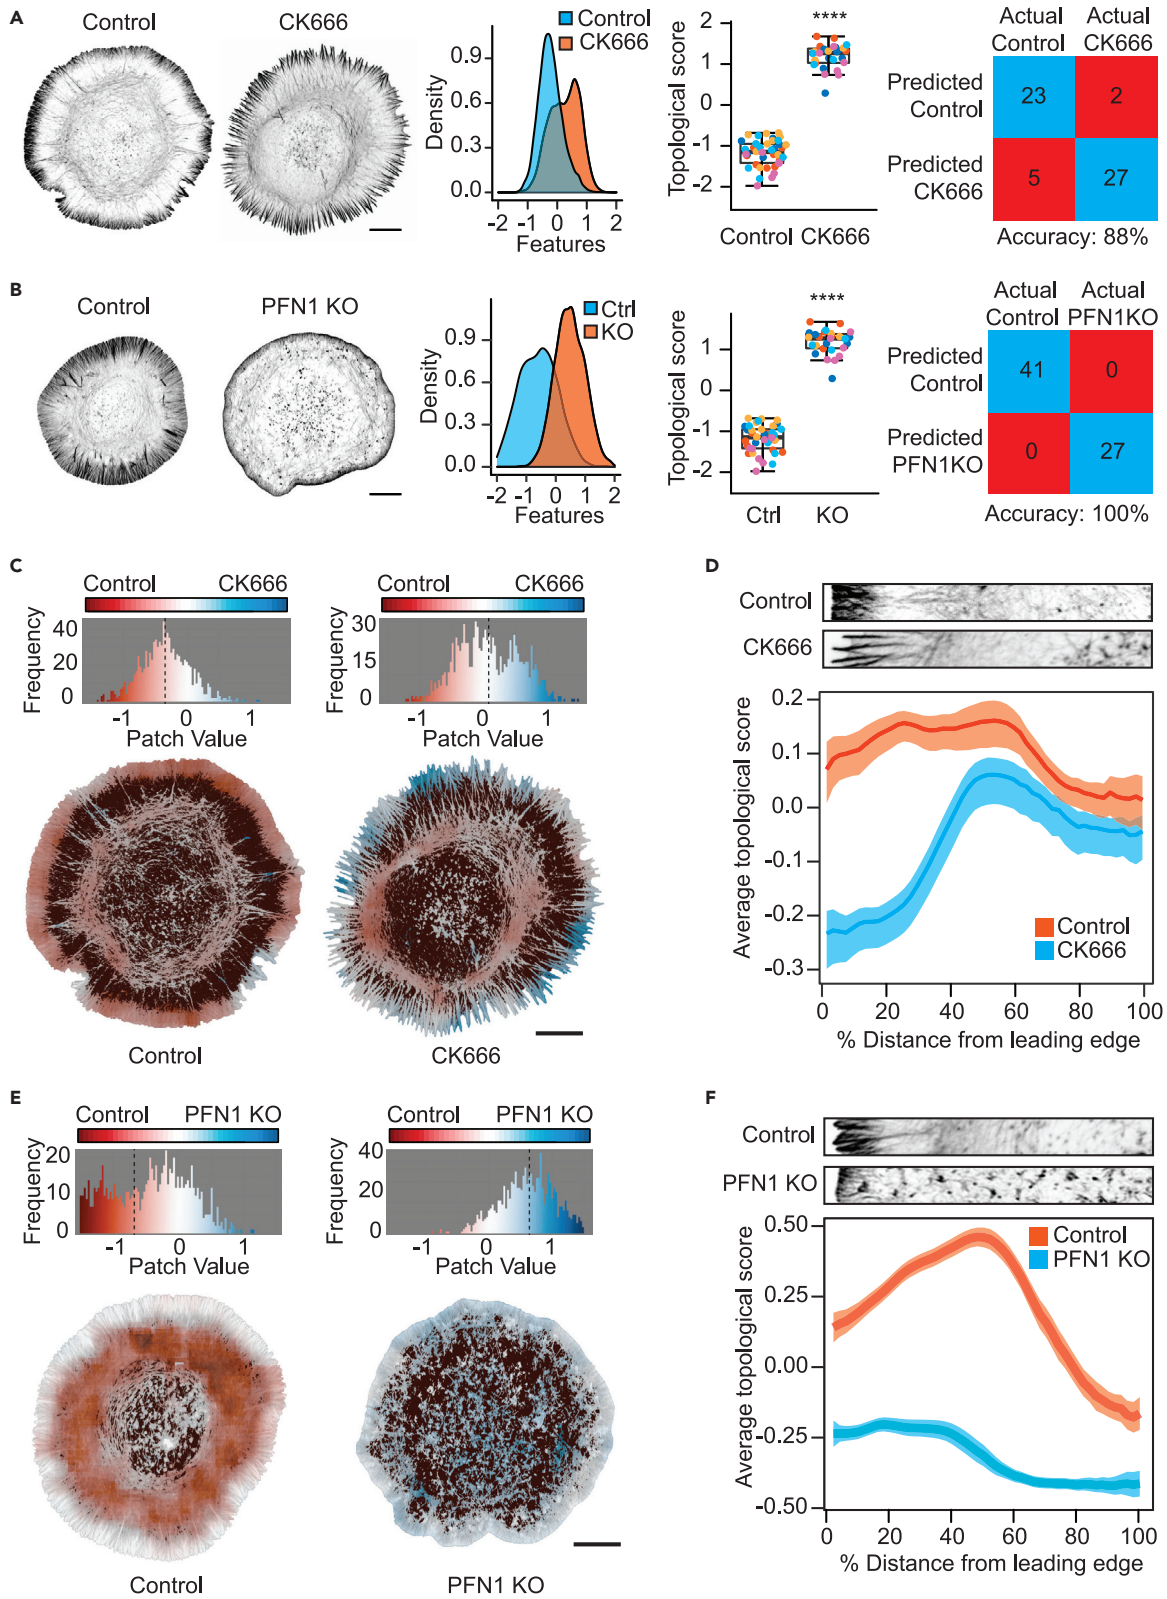 A
Control
CK666
Control
CK666
Density
0.9
0.6
0.3
0.0
-2 -1 0 1 2
Features
Topological score
2
1
0
-1
-2
****
Control CK666
Actual Control
Actual CK666
Predicted Control
23
2
Predicted CK666
5
27
Accuracy: 88%
B
Control
PFN1 KO
Ctrl
KO
Density
0.9
0.6
0.3
0.0
-2 -1 0 1 2
Features
Topological score
1
0
-1
-2
****
Ctrl
KO
Actual Control
Actual PFN1KO
Predicted Control
41
0
Predicted PFN1KO
0
27
Accuracy: 100%
C
Control
CK666
Frequency
40
20
0
-1 0 1
Patch Value
Control
CK666
Frequency
30
15
0
-1 0 1
Patch Value
Control
CK666
D
Control
CK666
Average topological score
0.2
0.1
0.0
-0.1
-0.2
-0.3
Control
CK666
0 20 40 60 80 100
% Distance from leading edge
E
Control
PFN1 KO
Frequency
20
10
0
-1 0 1
Patch Value
Control
PFN1 KO
Frequency
40
20
0
-1 0 1
Patch Value
Control
PFN1 KO
F
Control
PFN1 KO
Average topological score
0.50
0.25
0.00
-0.25
-0.50
Control
PFN1 KO
0 20 40 60 80 100
% Distance from leading edge